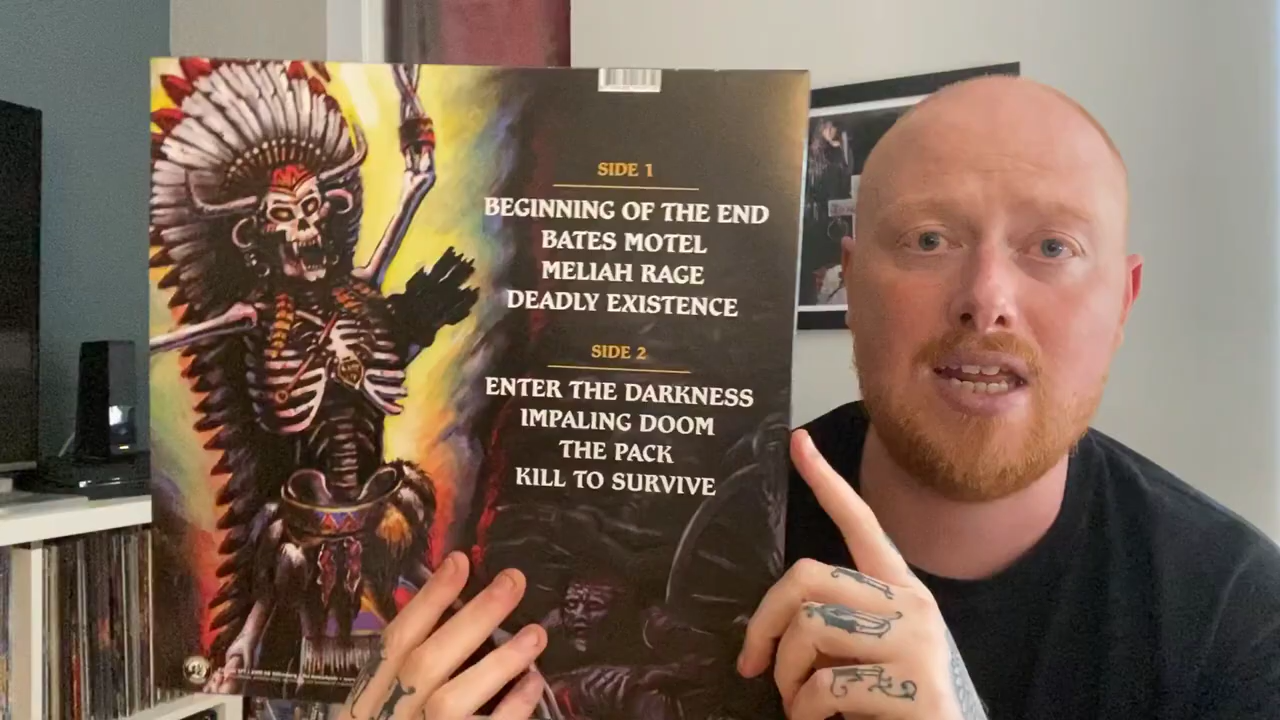 SIDE 1
BEGINNING OF THE END
BATES MOTEL
MELIAH RAGE
DEADLY EXISTENCE
SIDE 2
ENTER THE DARKNESS
IMPALING DOOM
THE PACK
KILL TO SURVIVE